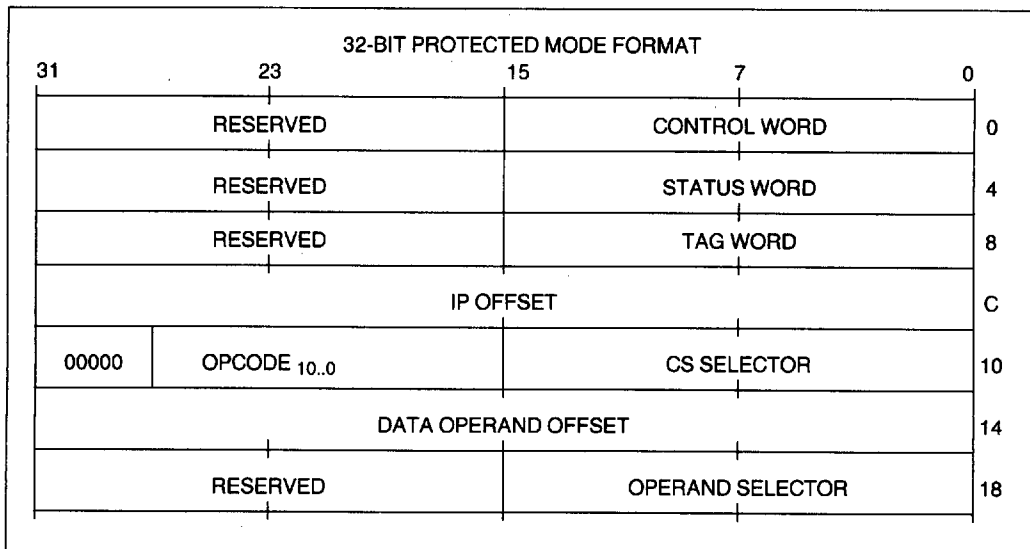 32-BIT PROTECTED MODE FORMAT
31 23 15 7 0
RESERVED CONTROL WORD 0
RESERVED STATUS WORD 4
RESERVED TAG WORD 8
IP OFFSET C
00000 OPCODE 10..0 CS SELECTOR 10
DATA OPERAND OFFSET 14
RESERVED OPERAND SELECTOR 18